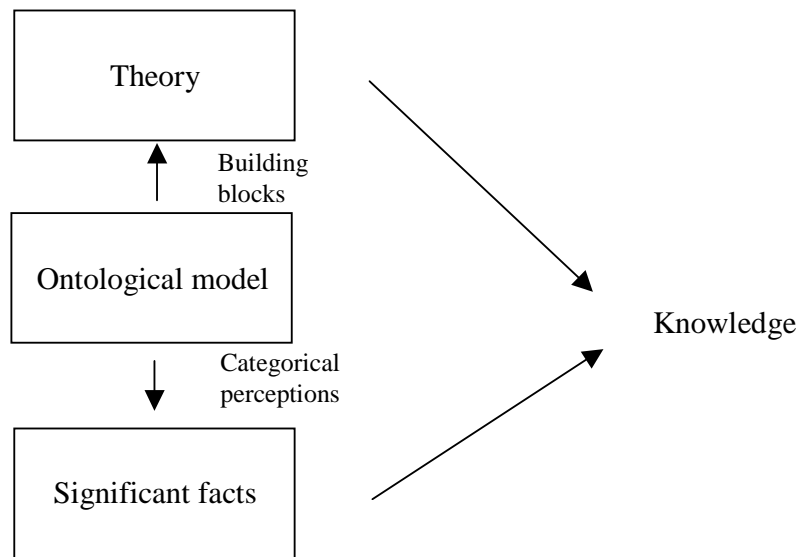 Theory
Building
blocks
Ontological model
Knowledge
Categorical
perceptions
Significant facts